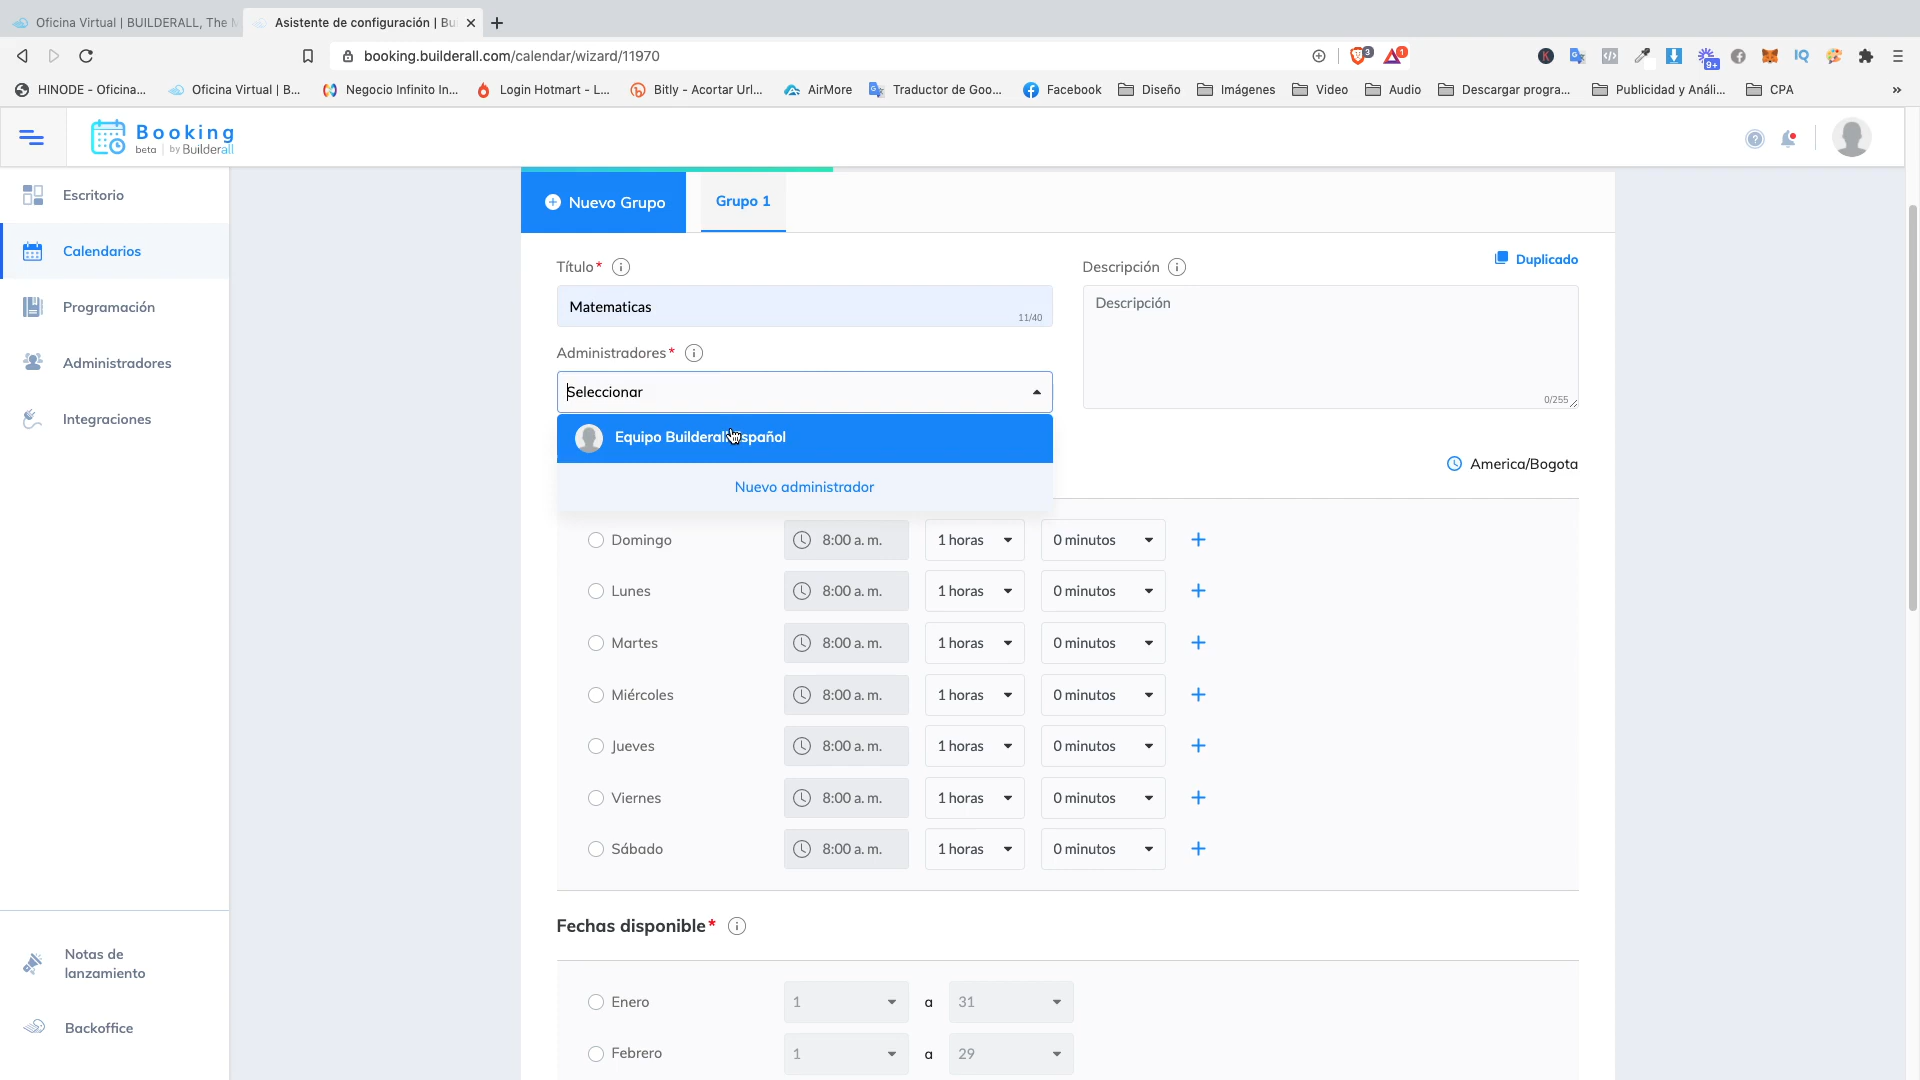 Oficina Virtual | BUILDERALL, The
Asistente de configuración | Bu
booking.builderall.com/calendar/wizard/11970
3
1
9+
HINODE - Oficina...
Oficina Virtual | B...
Negocio Infinito In...
Login Hotmart - L...
Bitly - Acortar Url...
AirMore
Traductor de Goo...
Facebook
Diseño
Imágenes
Video
Audio
Descargar progra...
Publicidad y Análi...
CPA
»
Booking
beta | by Builderall
Escritorio
Calendarios
Programación
Administradores
Integraciones
Notas de
lanzamiento
Backoffice
Nuevo Grupo
Grupo 1
Duplicado
Título*
Matematicas
11/40
Descripción
Descripción
0/255
Administradores*
Seleccionar
Equipo Builderall Español
Nuevo administrador
America/Bogota
Domingo 8:00 a. m. 1 horas 0 minutos +
Lunes 8:00 a. m. 1 horas 0 minutos +
Martes 8:00 a. m. 1 horas 0 minutos +
Miércoles 8:00 a. m. 1 horas 0 minutos +
Jueves 8:00 a. m. 1 horas 0 minutos +
Viernes 8:00 a. m. 1 horas 0 minutos +
Sábado 8:00 a. m. 1 horas 0 minutos +
Fechas disponible*
Enero 1 a 31
Febrero 1 a 29